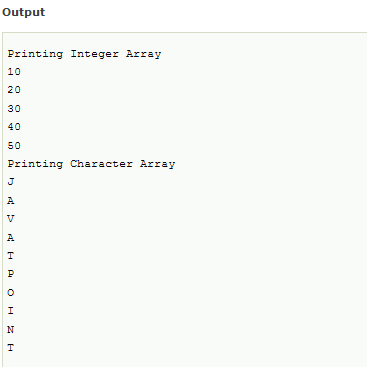 Output
Printing Integer Array
10
20
30
40
50
Printing Character Array
J
A
V
A
T
P
O
I
N
T